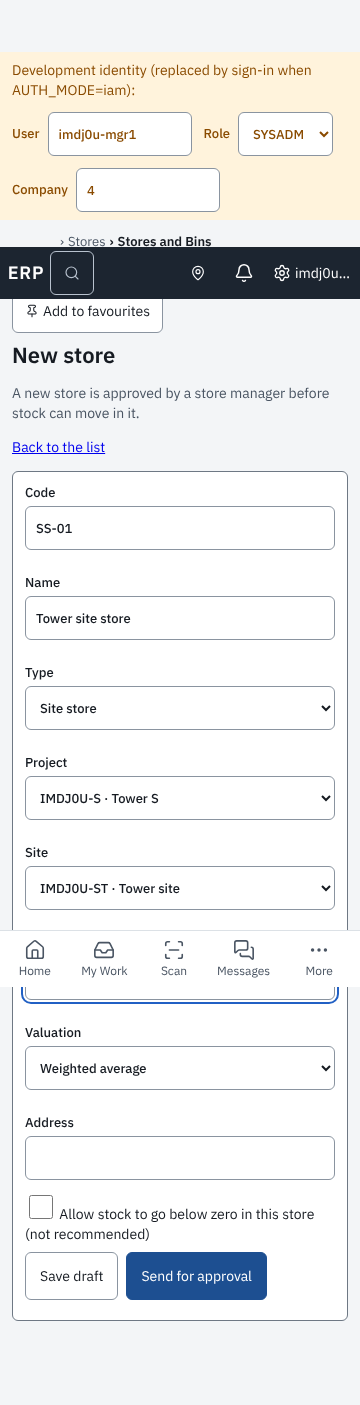 Development identity (replaced by sign-in when
AUTH_MODE=iam):
User imdj0u-mgr1 Role SYSADM
Company 4
› Stores › Stores and Bins
ERP imdj0u...
Add to favourites
New store
A new store is approved by a store manager before
stock can move in it.
Back to the list
Code
SS-01
Name
Tower site store
Type
Site store
Project
IMDJ0U-S · Tower S
Site
IMDJ0U-ST · Tower site
Home My Work Scan Messages More
Valuation
Weighted average
Address
Allow stock to go below zero in this store
(not recommended)
Save draft Send for approval